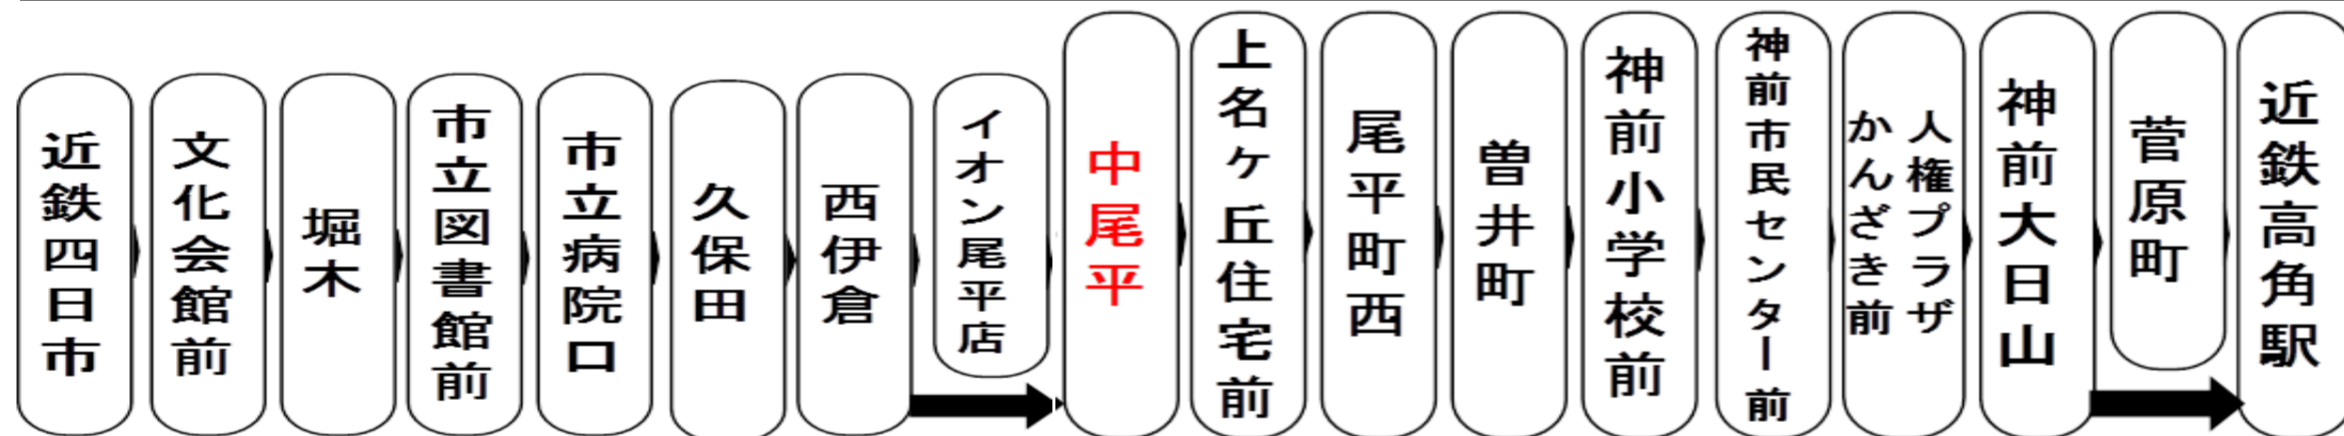 近鉄四日市
文化会館前
堀木
市立図書館前
市立病院口
久保田
西伊倉
イオン尾平店
中尾平
上名ヶ丘住宅前
尾平町西
曽井町
神前小学校前
神前市民センター前
人権プラザ
かんざき前
神前大日山
菅原町
近鉄高角駅